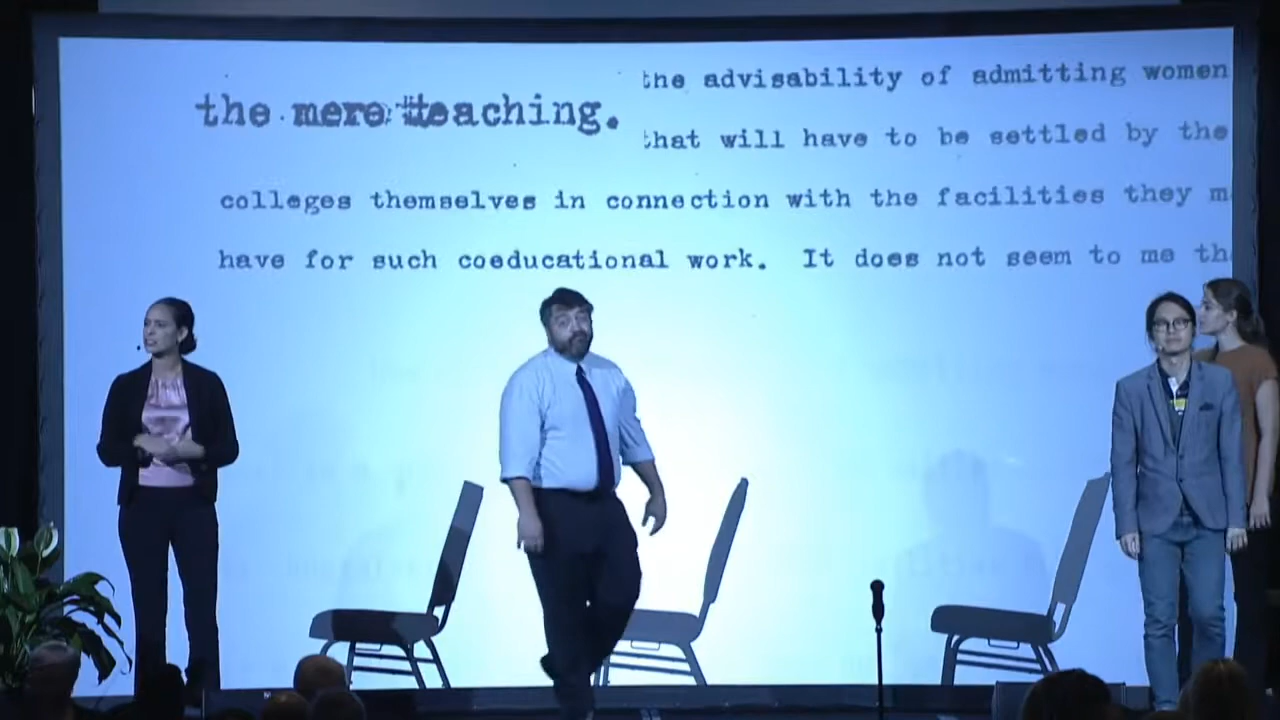 the mere teaching.
the advisability of admitting women
that will have to be settled by the
colleges themselves in connection with the facilities they m
have for such coeducational work. It does not seem to me th